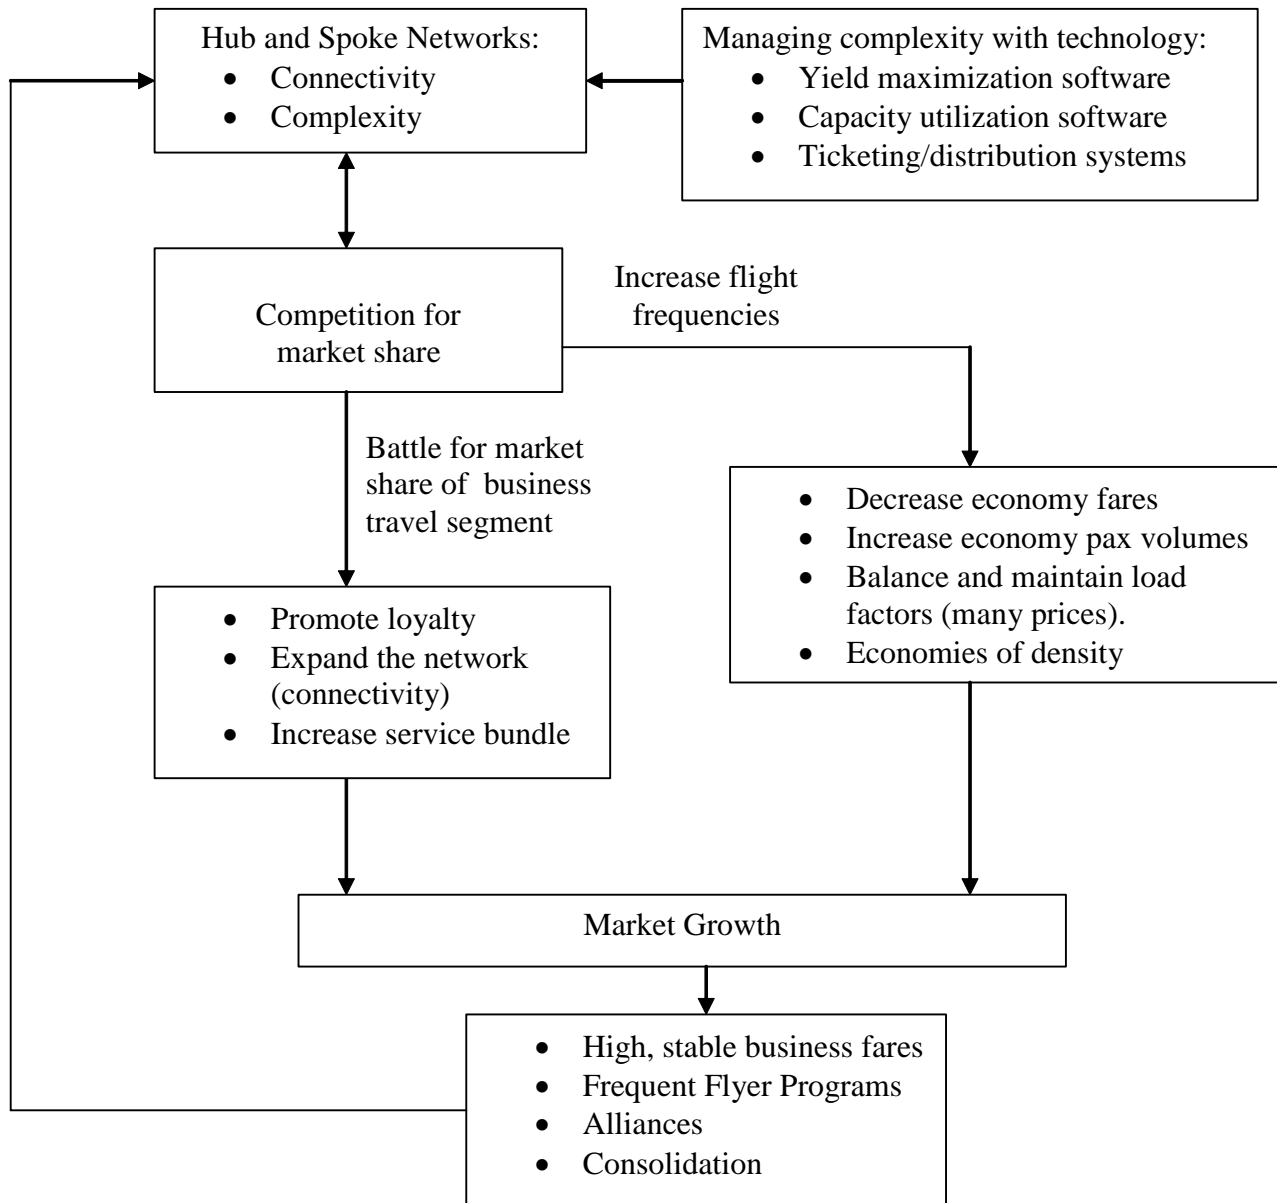 Hub and Spoke Networks:
• Connectivity
• Complexity
Managing complexity with technology:
• Yield maximization software
• Capacity utilization software
• Ticketing/distribution systems
Competition for
market share
Increase flight
frequencies
Battle for market
share of business
travel segment
• Decrease economy fares
• Increase economy pax volumes
• Balance and maintain load
factors (many prices).
• Economies of density
• Promote loyalty
• Expand the network
(connectivity)
• Increase service bundle
Market Growth
• High, stable business fares
• Frequent Flyer Programs
• Alliances
• Consolidation